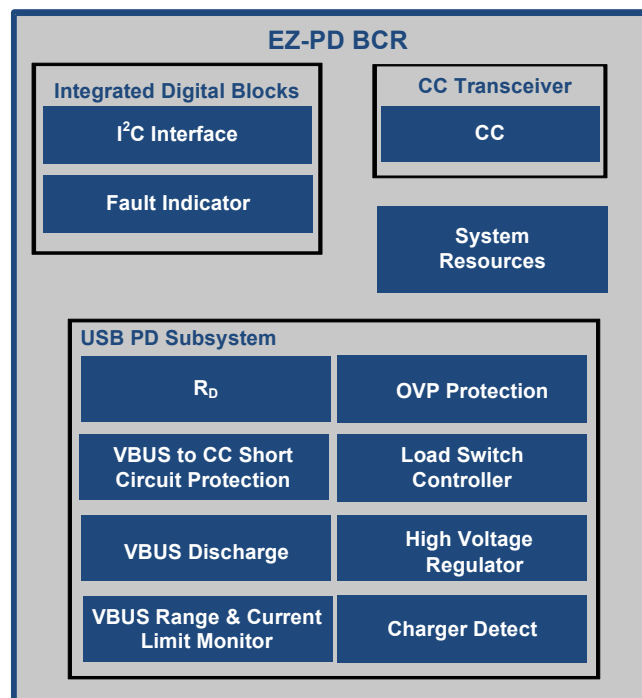 EZ-PD BCR
Integrated Digital Blocks
I²C Interface
Fault Indicator
CC Transceiver
CC
System
Resources
USB PD Subsystem
R_D
OVP Protection
VBUS to CC Short
Circuit Protection
Load Switch
Controller
VBUS Discharge
High Voltage
Regulator
VBUS Range & Current
Limit Monitor
Charger Detect